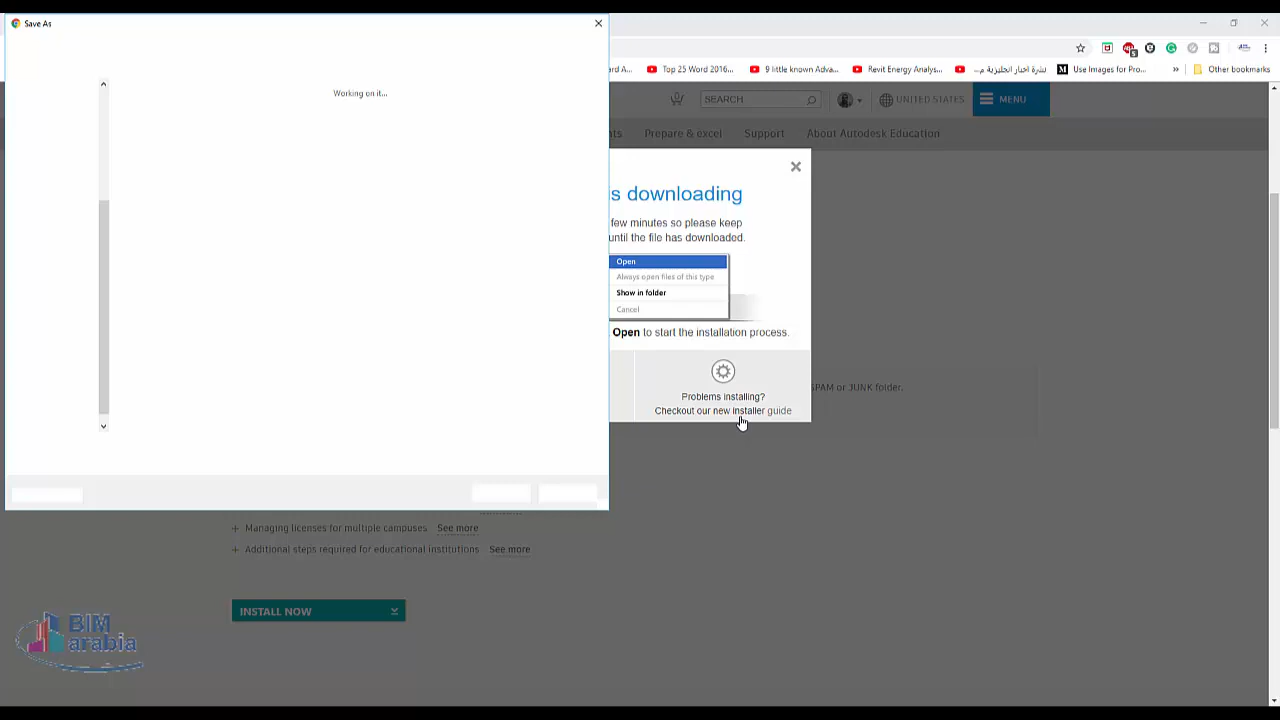 Save As
Working on it...
ard A...
Top 25 Word 2016...
9 little known Adva...
Revit Energy Analys...
نشرة اخبار انجليزية م...
M
Use Images for Pro...
»
Other bookmarks
SEARCH
UNITED STATES
MENU
nts
Prepare & excel
Support
About Autodesk Education
s downloading
few minutes so please keep
until the file has downloaded.
Open
Always open files of this type
Show in folder
Cancel
Open to start the installation process.
Problems installing?
Checkout our new installer guide
SPAM or JUNK folder.
+ Managing licenses for multiple campuses See more
+ Additional steps required for educational institutions See more
INSTALL NOW
BIM
arabia